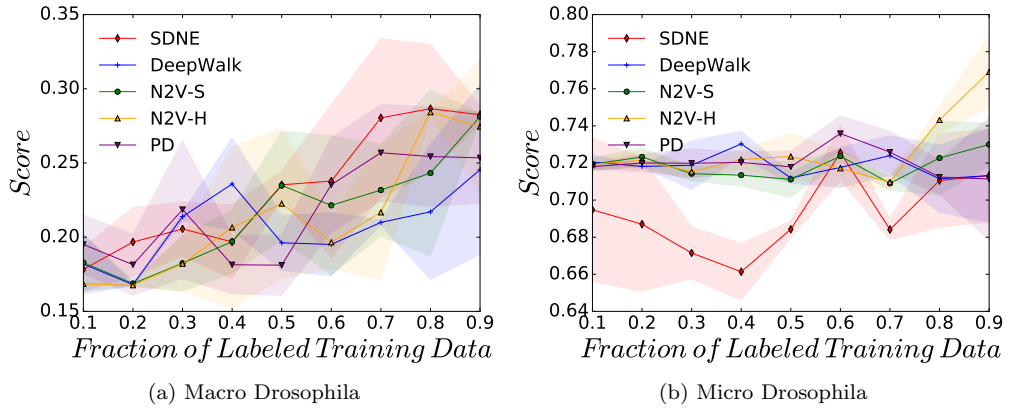 0.35
0.30
0.25
0.20
0.15
Score
SDNE
DeepWalk
N2V-S
N2V-H
PD
0.1 0.2 0.3 0.4 0.5 0.6 0.7 0.8 0.9
Fraction of Labeled Training Data
(a) Macro Drosophila
0.80
0.78
0.76
0.74
0.72
0.70
0.68
0.66
0.64
Score
SDNE
DeepWalk
N2V-S
N2V-H
PD
0.1 0.2 0.3 0.4 0.5 0.6 0.7 0.8 0.9
Fraction of Labeled Training Data
(b) Micro Drosophila